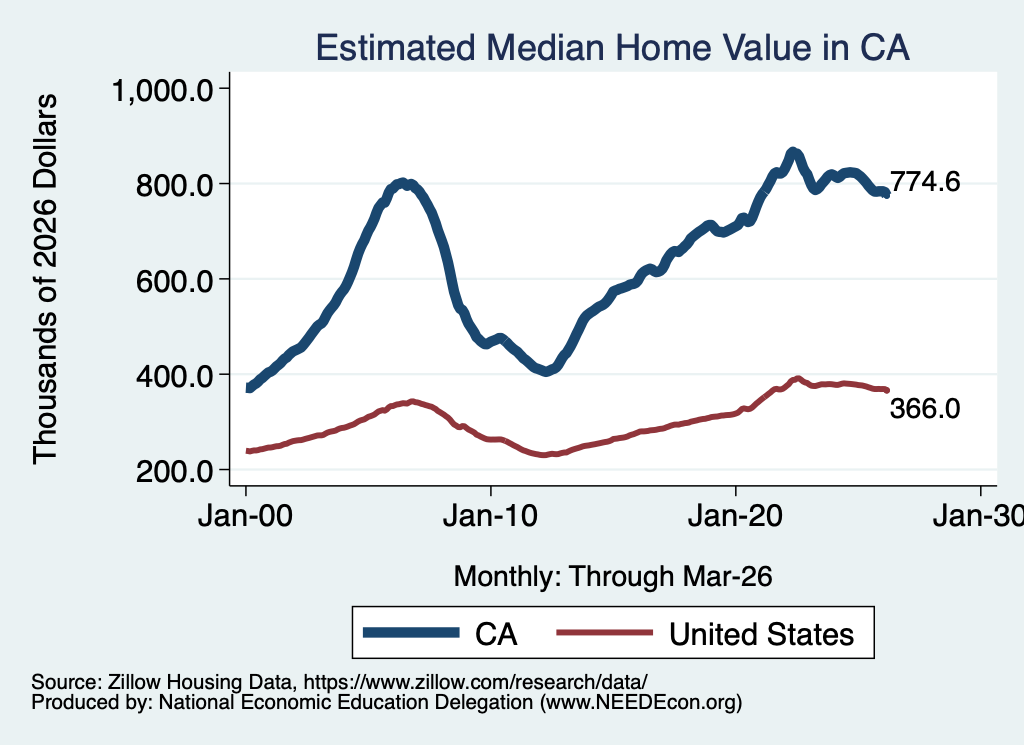 Estimated Median Home Value in CA
Thousands of 2026 Dollars
1,000.0
800.0
600.0
400.0
200.0
774.6
366.0
Jan-00
Jan-10
Jan-20
Jan-30
Monthly: Through Mar-26
CA
United States
Source: Zillow Housing Data, https://www.zillow.com/research/data/
Produced by: National Economic Education Delegation (www.NEEDEcon.org)